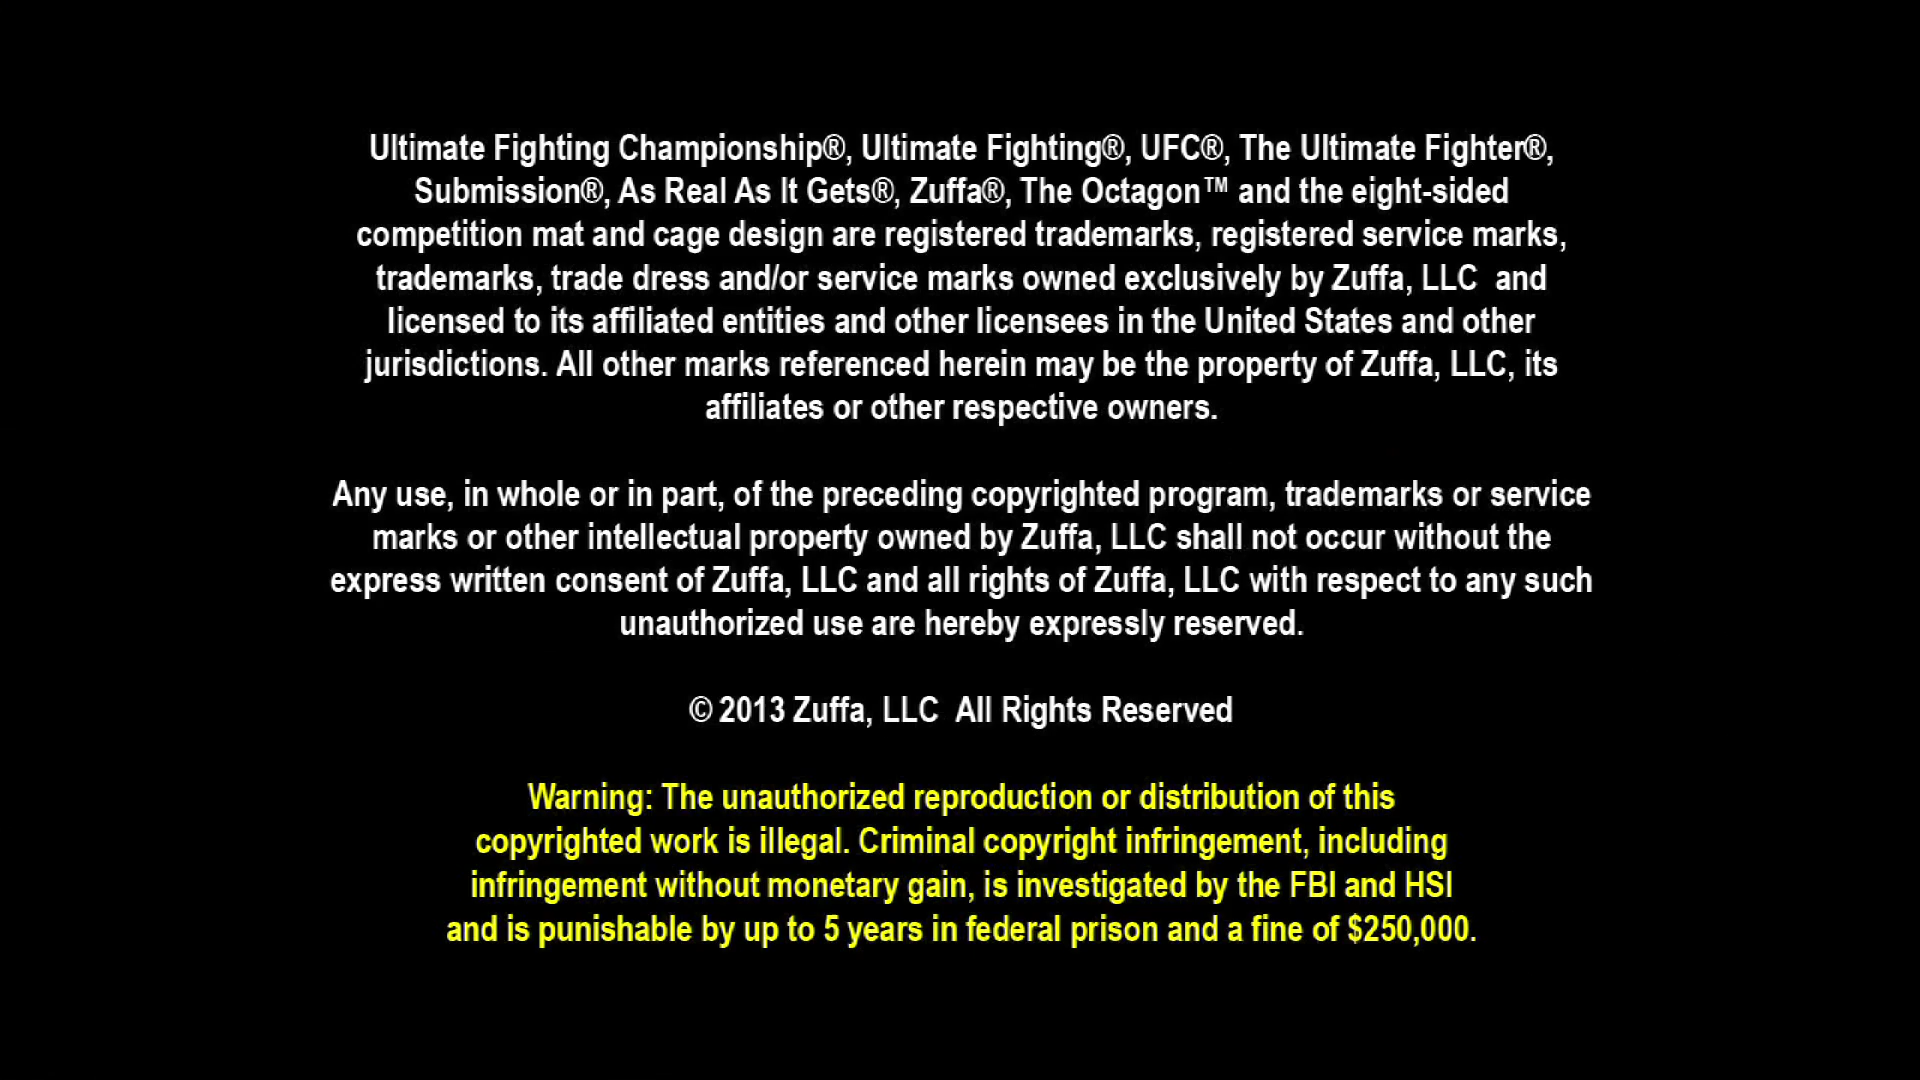 Ultimate Fighting Championship®, Ultimate Fighting®, UFC®, The Ultimate Fighter®,
Submission®, As Real As It Gets®, Zuffa®, The Octagon™ and the eight-sided
competition mat and cage design are registered trademarks, registered service marks,
trademarks, trade dress and/or service marks owned exclusively by Zuffa, LLC  and
licensed to its affiliated entities and other licensees in the United States and other
jurisdictions. All other marks referenced herein may be the property of Zuffa, LLC, its
affiliates or other respective owners.
Any use, in whole or in part, of the preceding copyrighted program, trademarks or service
marks or other intellectual property owned by Zuffa, LLC shall not occur without the
express written consent of Zuffa, LLC and all rights of Zuffa, LLC with respect to any such
unauthorized use are hereby expressly reserved.
© 2013 Zuffa, LLC  All Rights Reserved
Warning: The unauthorized reproduction or distribution of this
copyrighted work is illegal. Criminal copyright infringement, including
infringement without monetary gain, is investigated by the FBI and HSI
and is punishable by up to 5 years in federal prison and a fine of $250,000.